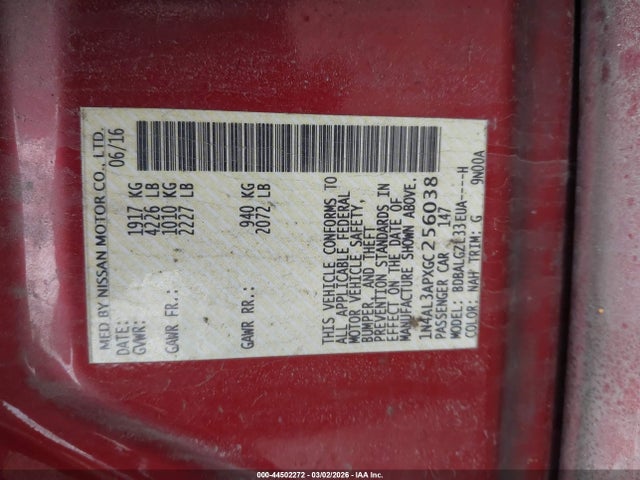 MFD BY NISSAN MOTOR CO., LTD.
DATE: 06/16
GVWR: 1917 KG
4226 LB
GAWR FR.: 1010 KG
2227 LB
GAWR RR.: 940 KG
2072 LB
THIS VEHICLE CONFORMS TO
ALL APPLICABLE FEDERAL
MOTOR VEHICLE SAFETY,
BUMPER, AND THEFT
PREVENTION STANDARDS IN
EFFECT ON THE DATE OF
MANUFACTURE SHOWN ABOVE.
1N4AL3APXGC256038
PASSENGER CAR 147
MODEL: BDBALGZL33EUA----H
COLOR: NAH TRIM: G 9N00A
000-44502272 - 03/02/2026 - IAA Inc.